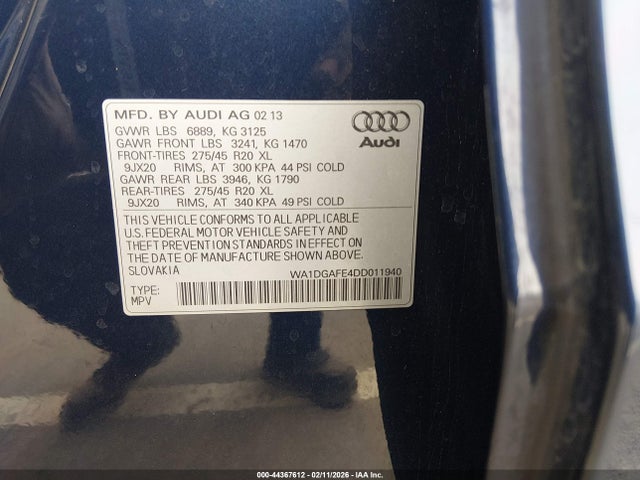 MFD. BY AUDI AG 02 13
GVWR LBS 6889, KG 3125
GAWR FRONT LBS 3241, KG 1470
FRONT-TIRES 275/45 R20 XL
9JX20 RIMS, AT 300 KPA 44 PSI COLD
GAWR REAR LBS 3946, KG 1790
REAR-TIRES 275/45 R20 XL
9JX20 RIMS, AT 340 KPA 49 PSI COLD
Audi
THIS VEHICLE CONFORMS TO ALL APPLICABLE
U.S. FEDERAL MOTOR VEHICLE SAFETY AND
THEFT PREVENTION STANDARDS IN EFFECT ON
THE DATE OF MANUFACTURE SHOWN ABOVE.
SLOVAKIA WA1DGAFE4DD011940
TYPE:
MPV
000-44367612 - 02/11/2026 - IAA Inc.